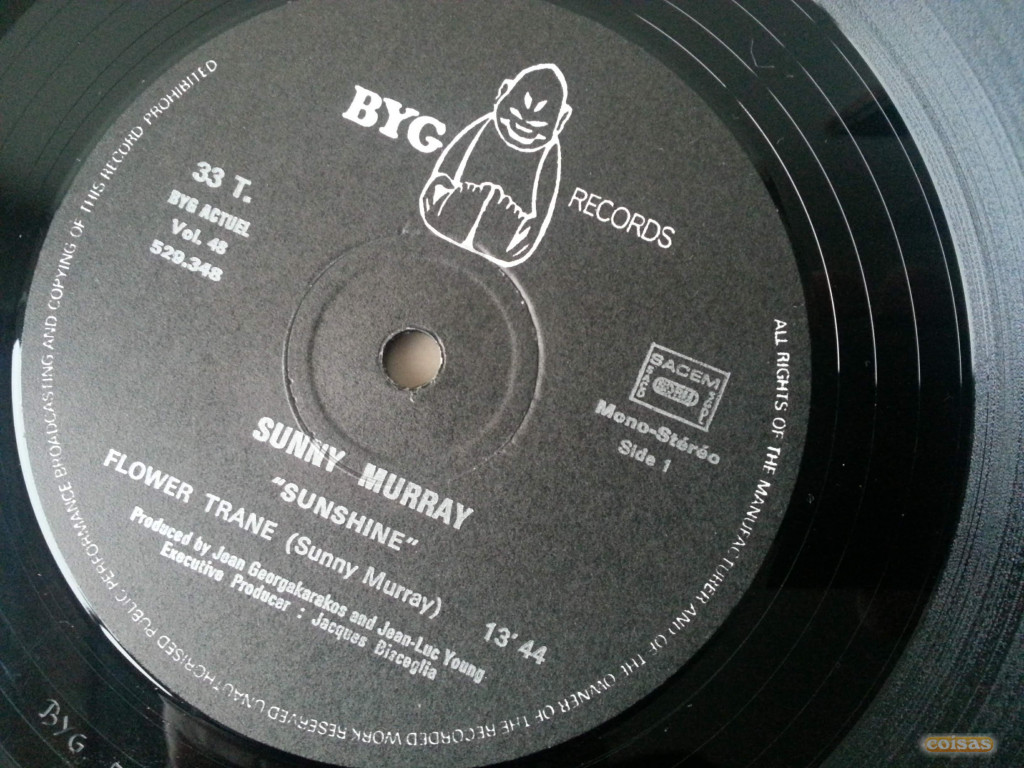 BYG
RECORDS
33 T.
BYG ACTUEL
Vol. 48
529.348
SACEM
Mono-Stéréo
Side 1
SUNNY MURRAY
"SUNSHINE"
FLOWER TRANE (Sunny Murray) 13'44
Produced by Jean Georgakarakos and Jean-Luc Young
Executive Producer : Jacques Bisceglia
ALL RIGHTS OF THE MANUFACTURER AND OF THE OWNER OF THE RECORDED WORK RESERVED UNAUTHORISED PUBLIC PERFORMANCE BROADCASTING AND COPYING OF THIS RECORD PROHIBITED
BYG
coisas